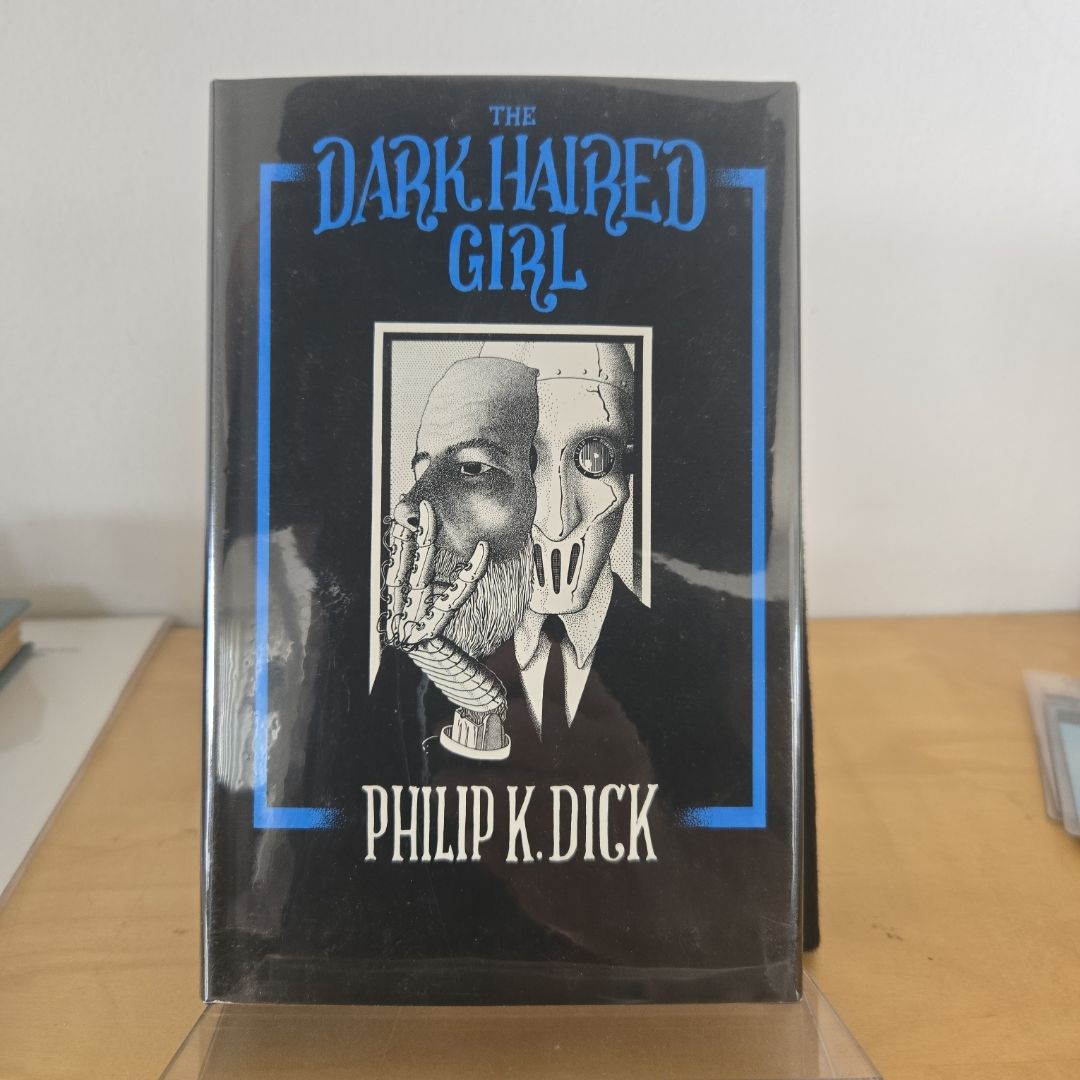 THE
DARK HAIRED
GIRL
PHILIP K. DICK